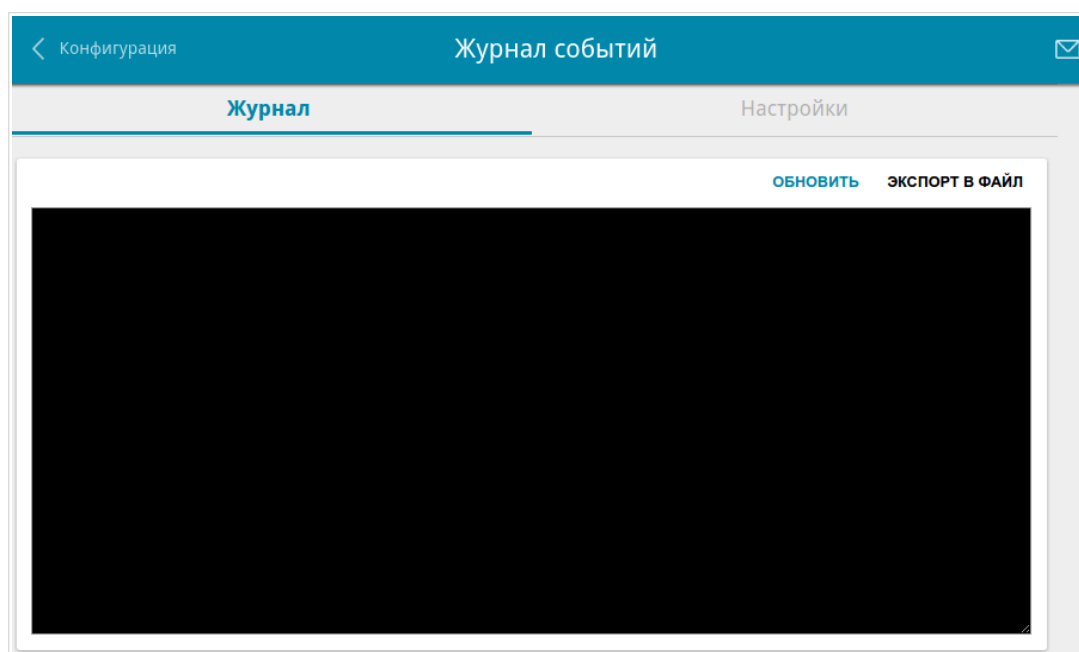 Конфигурация
Журнал событий
Журнал
Настройки
ОБНОВИТЬ
ЭКСПОРТ В ФАЙЛ